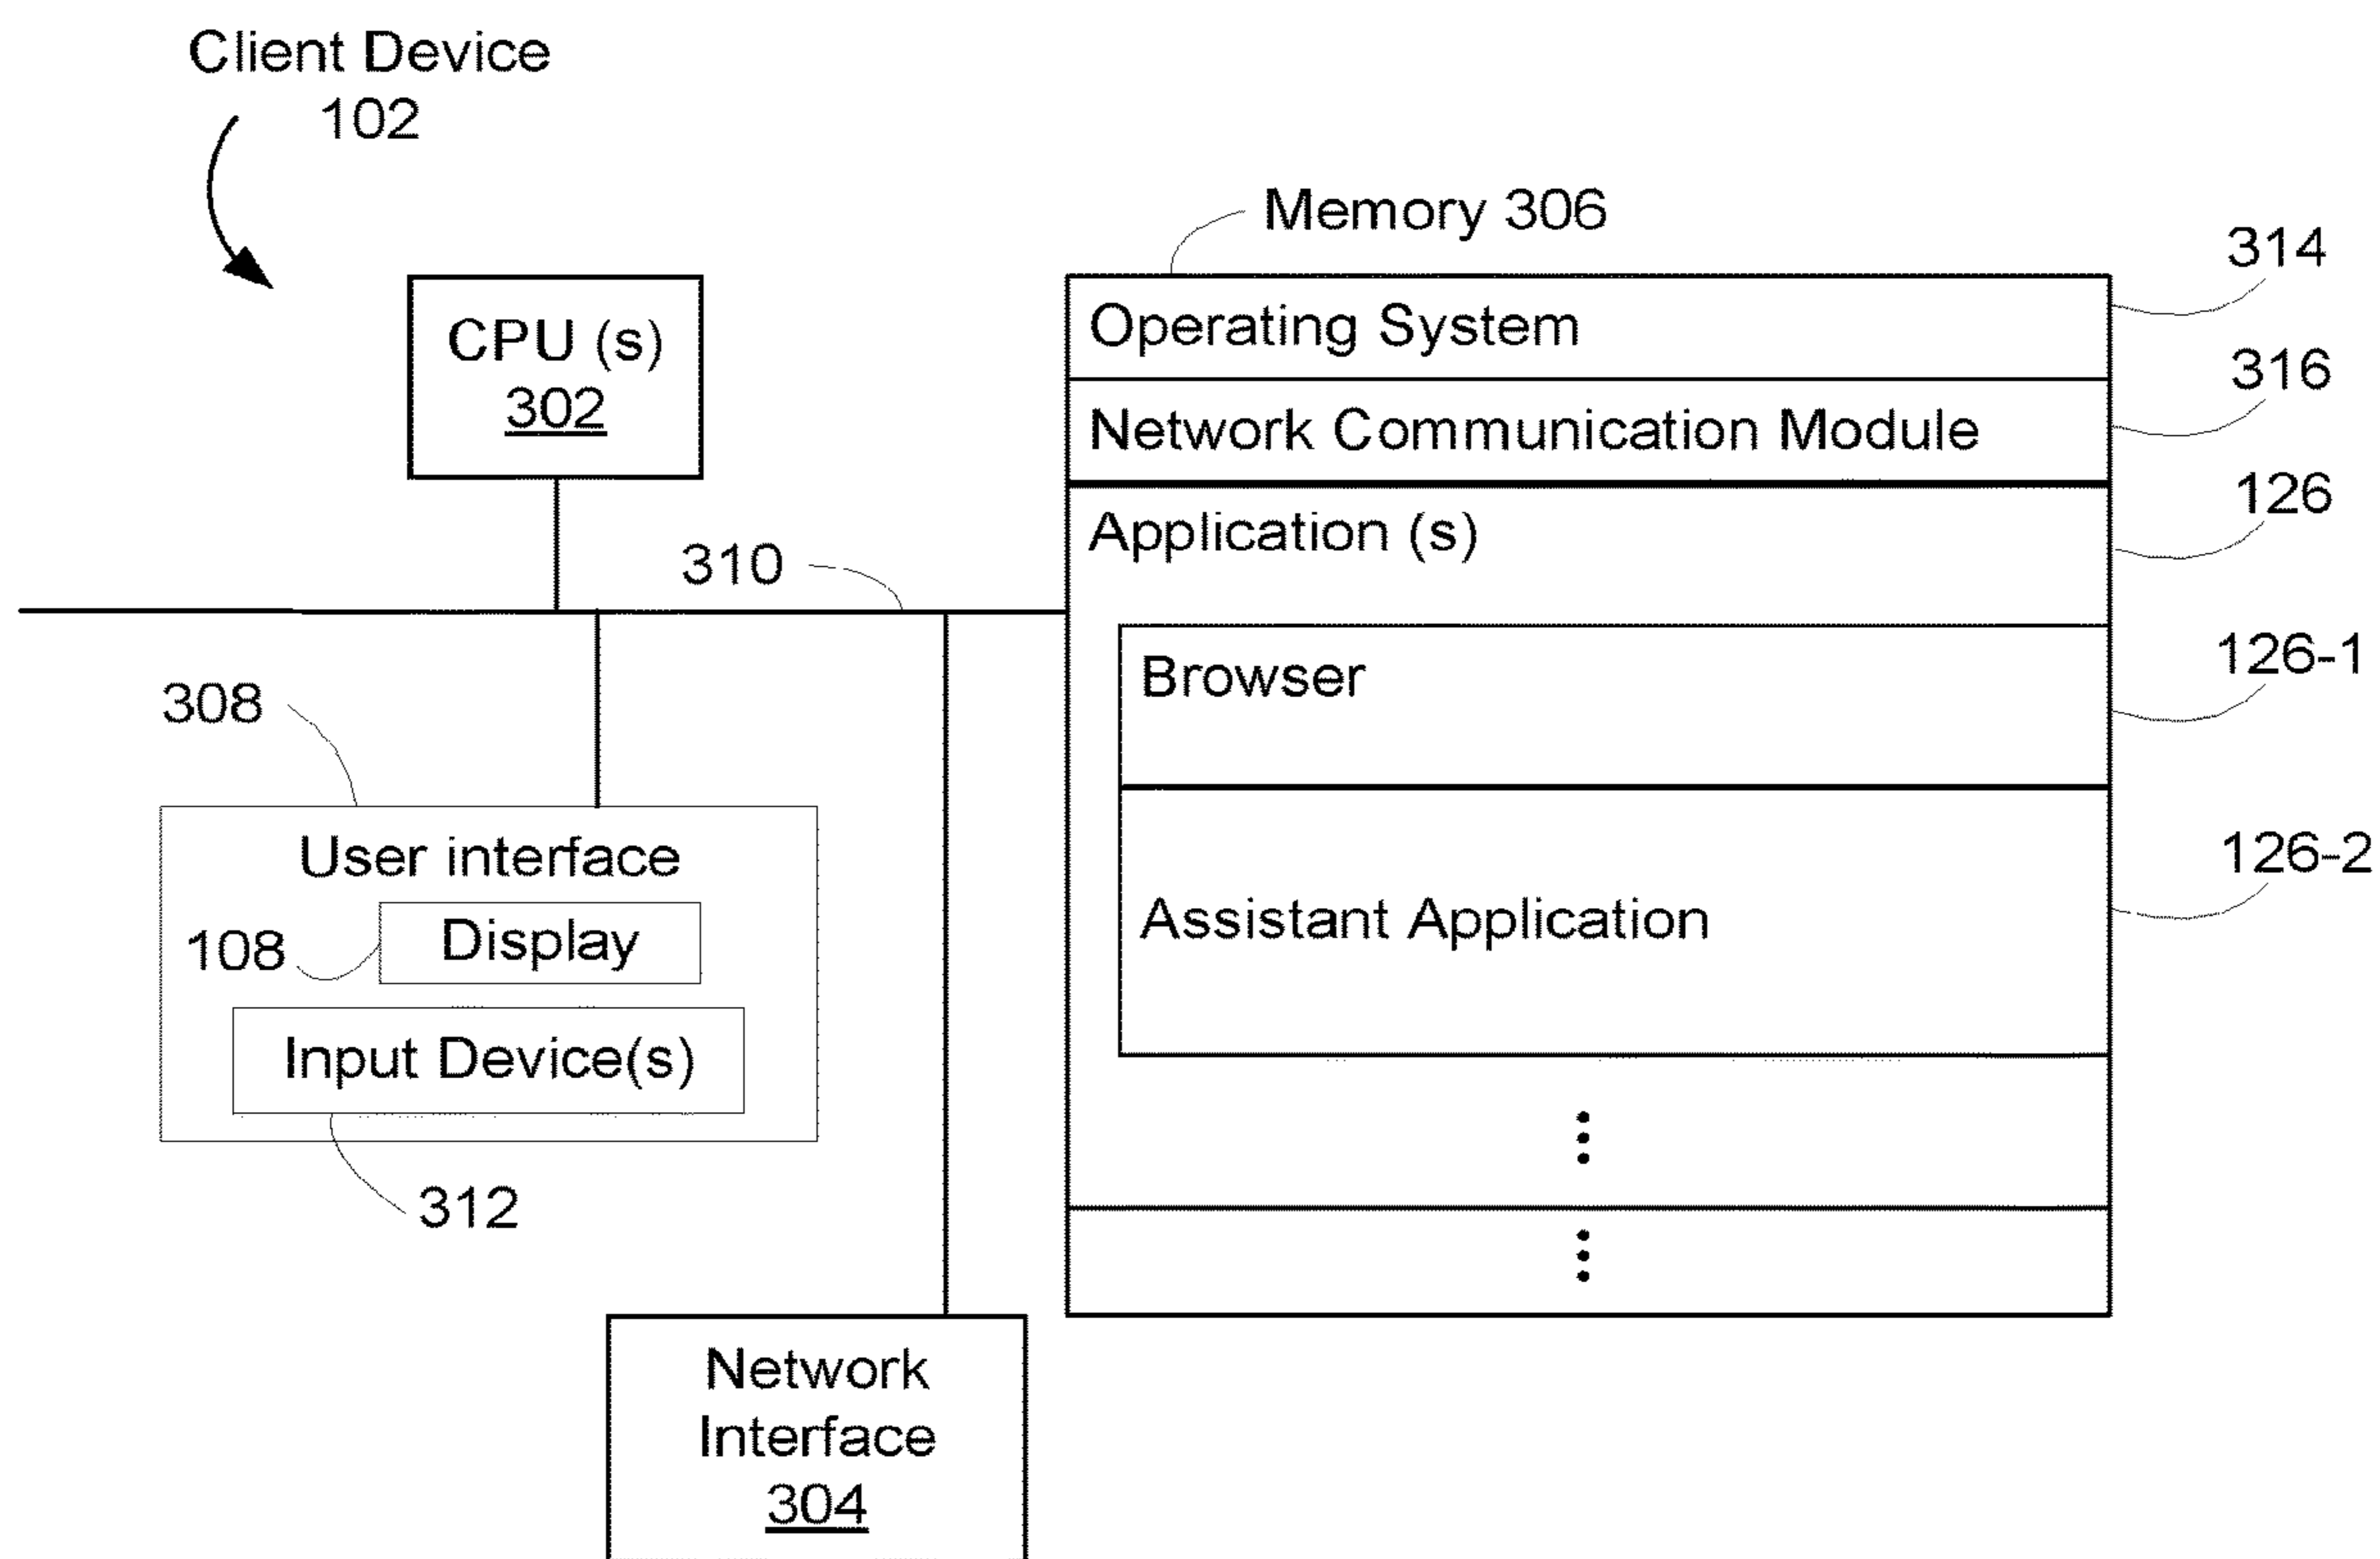 Client Device
102
Memory 306
314
CPU (s)
302
Operating System
316
Network Communication Module
126
Application (s)
310
126-1
Browser
308
126-2
User interface
Assistant Application
108
Display
Input Device(s)
312
Network
Interface
304